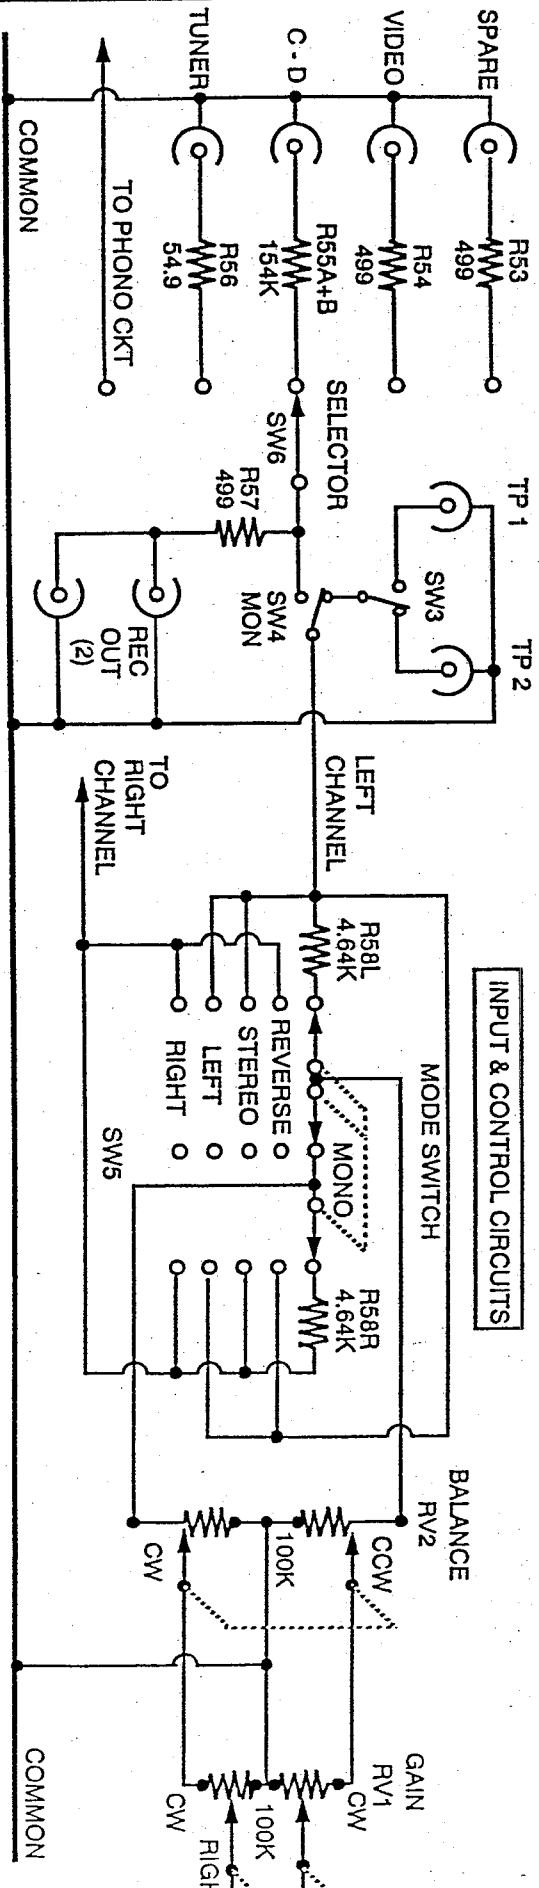 INPUT & CONTROL CIRCUITS
SPARE
R53
499
VIDEO
R54
499
C - D
R55A+B
154K
TUNER
R56
54.9
TO PHONO CKT
COMMON
SELECTOR
SW6
R57
499
TP 1
TP 2
SW3
SW4
MON
REC
OUT
(2)
LEFT
CHANNEL
TO
RIGHT
CHANNEL
R58L
4.64K
MODE SWITCH
MONO
REVERSE
STEREO
LEFT
RIGHT
SW5
R58R
4.64K
BALANCE
RV2
CCW
100K
CW
GAIN
RV1
CW
100K
CW
RIGH
COMMON